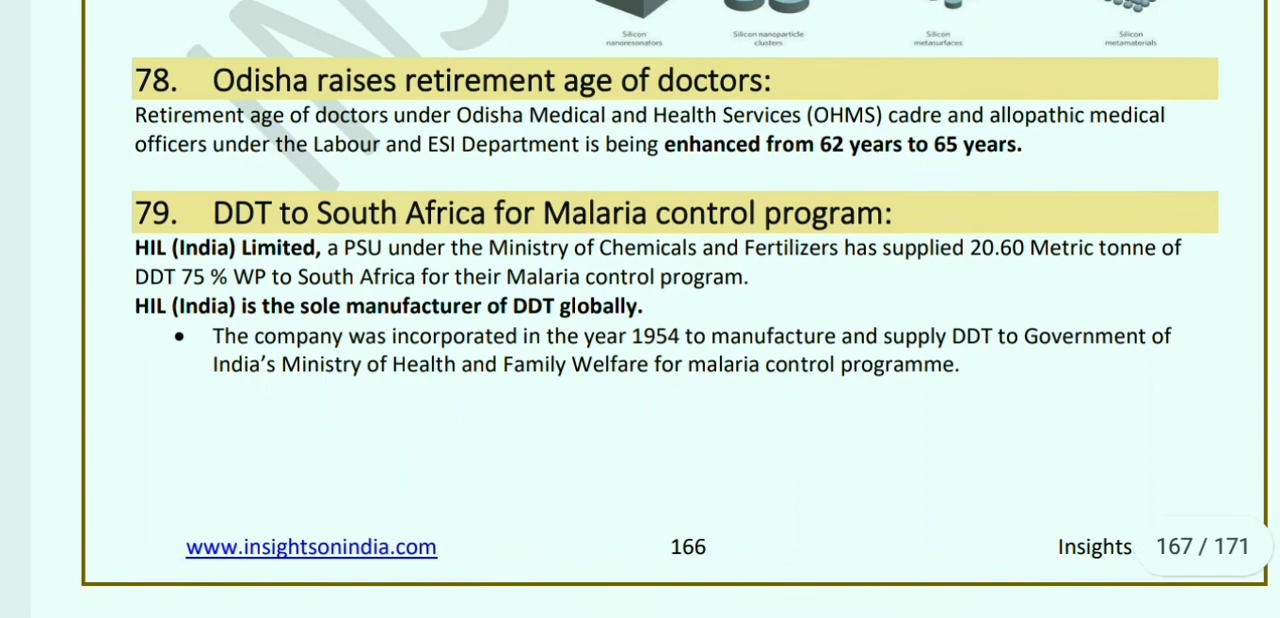 Silicon nanoresonators
Silicon nanoparticle clusters
Silicon metasurfaces
Silicon metamaterials
78. Odisha raises retirement age of doctors:
Retirement age of doctors under Odisha Medical and Health Services (OHMS) cadre and allopathic medical
officers under the Labour and ESI Department is being enhanced from 62 years to 65 years.
79. DDT to South Africa for Malaria control program:
HIL (India) Limited, a PSU under the Ministry of Chemicals and Fertilizers has supplied 20.60 Metric tonne of
DDT 75 % WP to South Africa for their Malaria control program.
HIL (India) is the sole manufacturer of DDT globally.
• The company was incorporated in the year 1954 to manufacture and supply DDT to Government of
India’s Ministry of Health and Family Welfare for malaria control programme.
www.insightsonindia.com 166 Insights 167 / 171